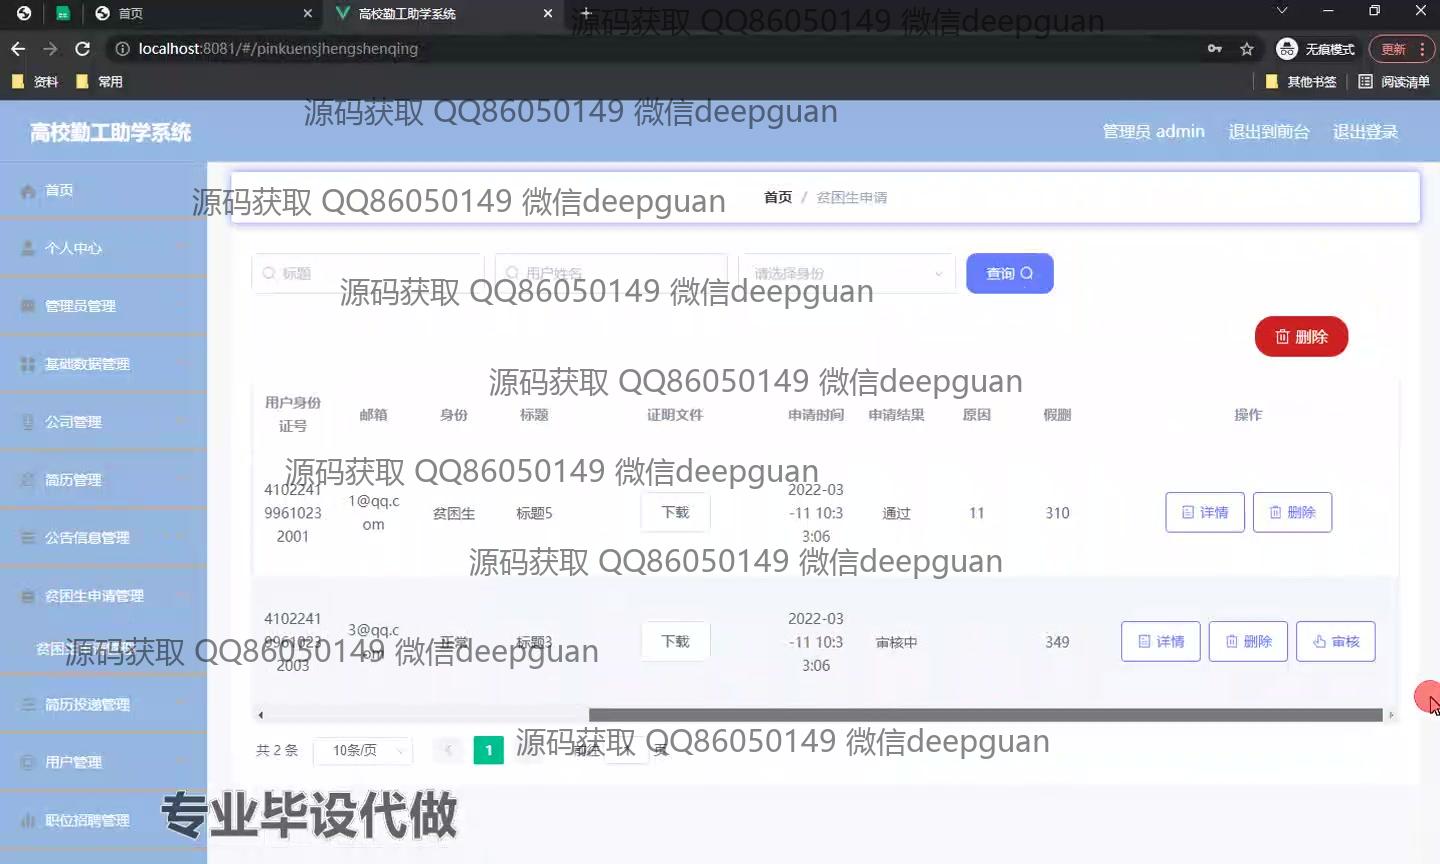 首页
高校勤工助学系统
源码获取 QQ86050149 微信deepguan
localhost:8081/#/pinkuensjhengshenqing
无痕模式
更新
资料
常用
其他书签
阅读清单
源码获取 QQ86050149 微信deepguan
高校勤工助学系统
管理员 admin
退出到前台
退出登录
首页
个人中心
管理员管理
基础数据管理
公司管理
简历管理
公告信息管理
贫困生申请管理
简历投递管理
用户管理
职位招聘管理
源码获取 QQ86050149 微信deepguan
首页 / 贫困生申请
标题
用户姓名
请选择身份
查询
源码获取 QQ86050149 微信deepguan
删除
源码获取 QQ86050149 微信deepguan
用户身份
证号
邮箱
身份
标题
证明文件
申请时间
申请结果
原因
假删
操作
源码获取 QQ86050149 微信deepguan
4102241
9961023
2001
1@qq.c
om
贫困生
标题5
下载
2022-03
-11 10:3
3:06
通过
11
310
详情
删除
源码获取 QQ86050149 微信deepguan
4102241
9961023
2003
3@qq.c
om
正常
标题3
下载
2022-03
-11 10:3
3:06
审核中
349
详情
删除
审核
源码获取 QQ86050149 微信deepguan
共 2 条
10条/页
1
前往
1
页
源码获取 QQ86050149 微信deepguan
专业毕设代做